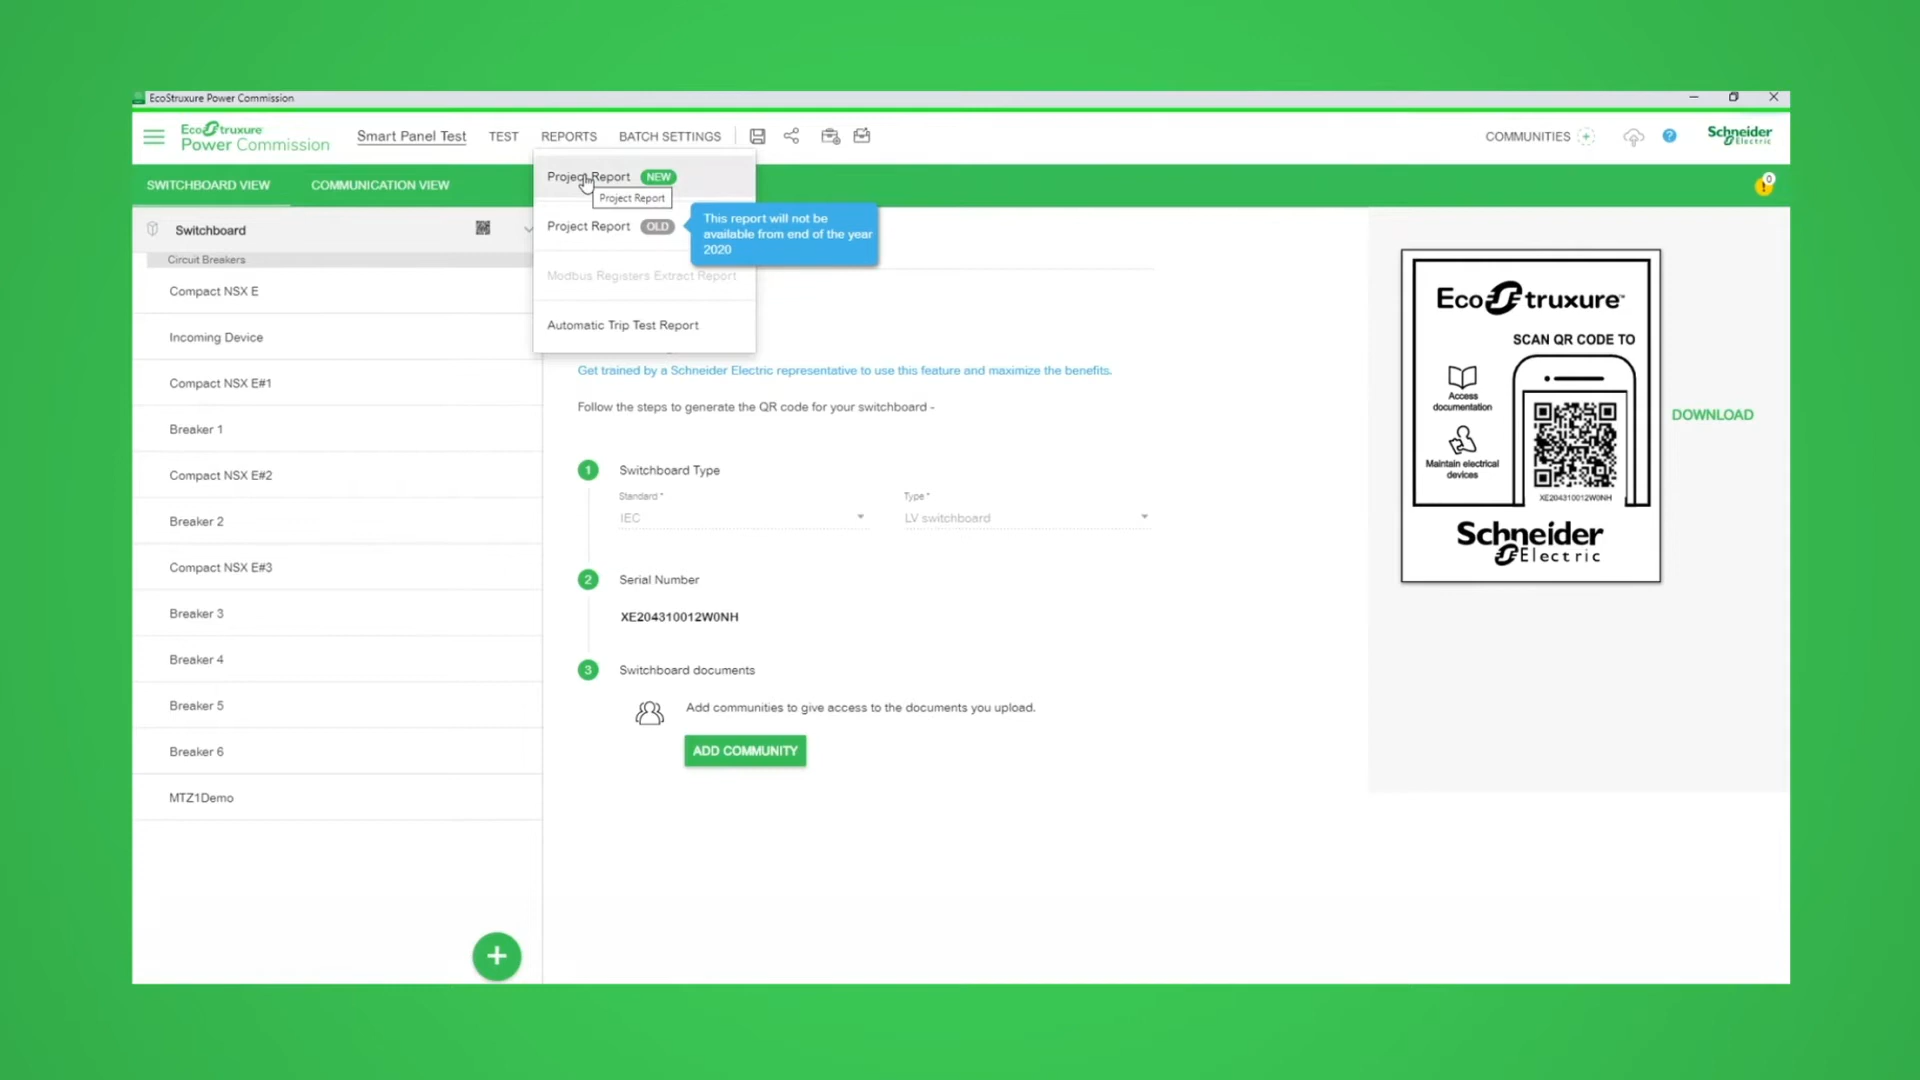 EcoStruxure Power Commission
EcoStruxure
Power Commission
Smart Panel Test
TEST
REPORTS
BATCH SETTINGS
COMMUNITIES
Schneider
Electric
SWITCHBOARD VIEW
COMMUNICATION VIEW
0
Project Report NEW
Project Report
Project Report OLD
This report will not be
available from end of the year
2020
Modbus Registers Extract Report
Automatic Trip Test Report
Switchboard
Circuit Breakers
Compact NSX E
Incoming Device
Compact NSX E#1
Breaker 1
Compact NSX E#2
Breaker 2
Compact NSX E#3
Breaker 3
Breaker 4
Breaker 5
Breaker 6
MTZ1Demo
Get trained by a Schneider Electric representative to use this feature and maximize the benefits.
Follow the steps to generate the QR code for your switchboard -
1 Switchboard Type
Standard *
IEC
Type *
LV switchboard
2 Serial Number
XE204310012W0NH
3 Switchboard documents
Add communities to give access to the documents you upload.
ADD COMMUNITY
EcoStruxure™
SCAN QR CODE TO
Access
documentation
Maintain electrical
devices
XE204310012W0NH
Schneider
Electric
DOWNLOAD